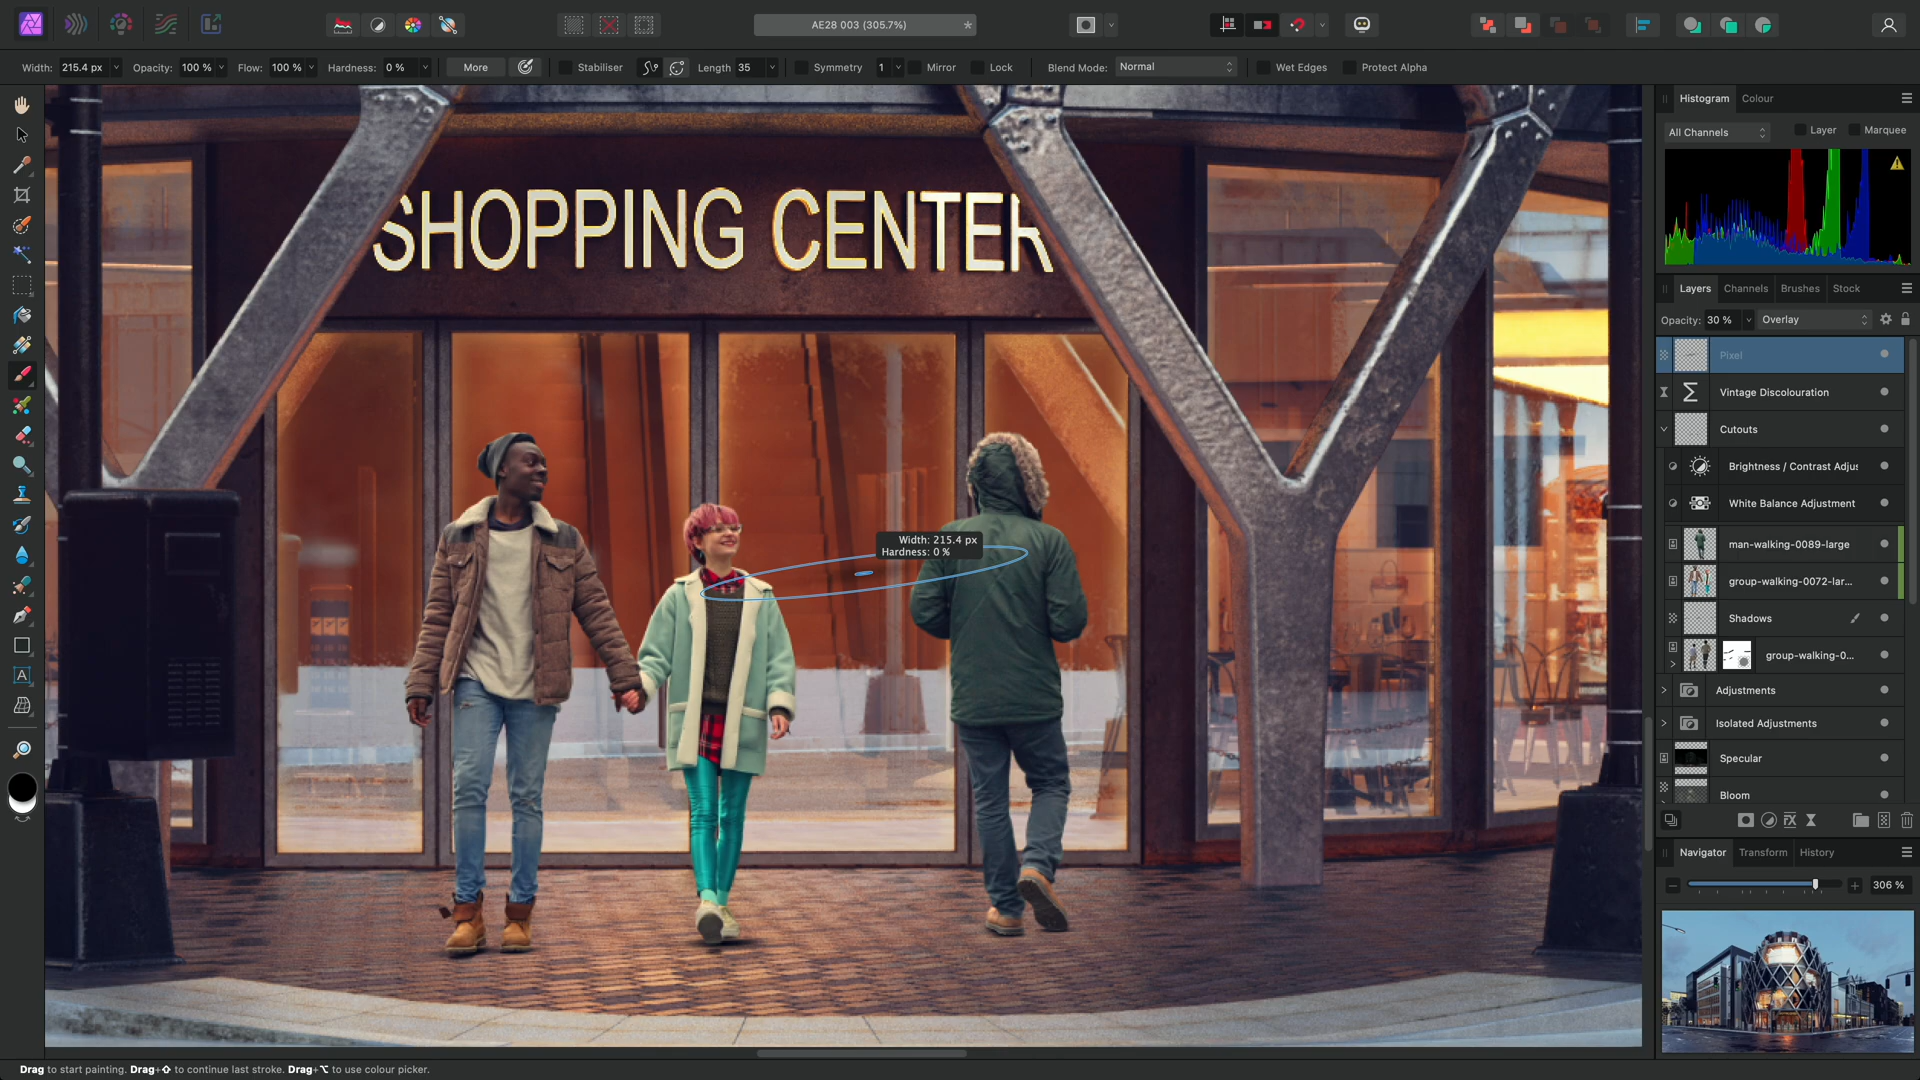 AE28 003 (305.7%)
Width: 215.4 px Opacity: 100 % Flow: 100 % Hardness: 0 % More Stabiliser Length 35 Symmetry 1 Mirror Lock Blend Mode: Normal Wet Edges Protect Alpha
Histogram Colour
All Channels Layer Marquee
SHOPPING CENTER
Layers Channels Brushes Stock
Opacity: 30 % Overlay
Pixel
Vintage Discolouration
Cutouts
Brightness / Contrast Adjus
White Balance Adjustment
Width: 215.4 px
Hardness: 0 %
man-walking-0089-large
group-walking-0072-lar...
Shadows
group-walking-0...
Adjustments
Isolated Adjustments
Specular
Bloom
Navigator Transform History
306 %
Drag to start painting. Drag+⇧ to continue last stroke. Drag+⌥ to use colour picker.